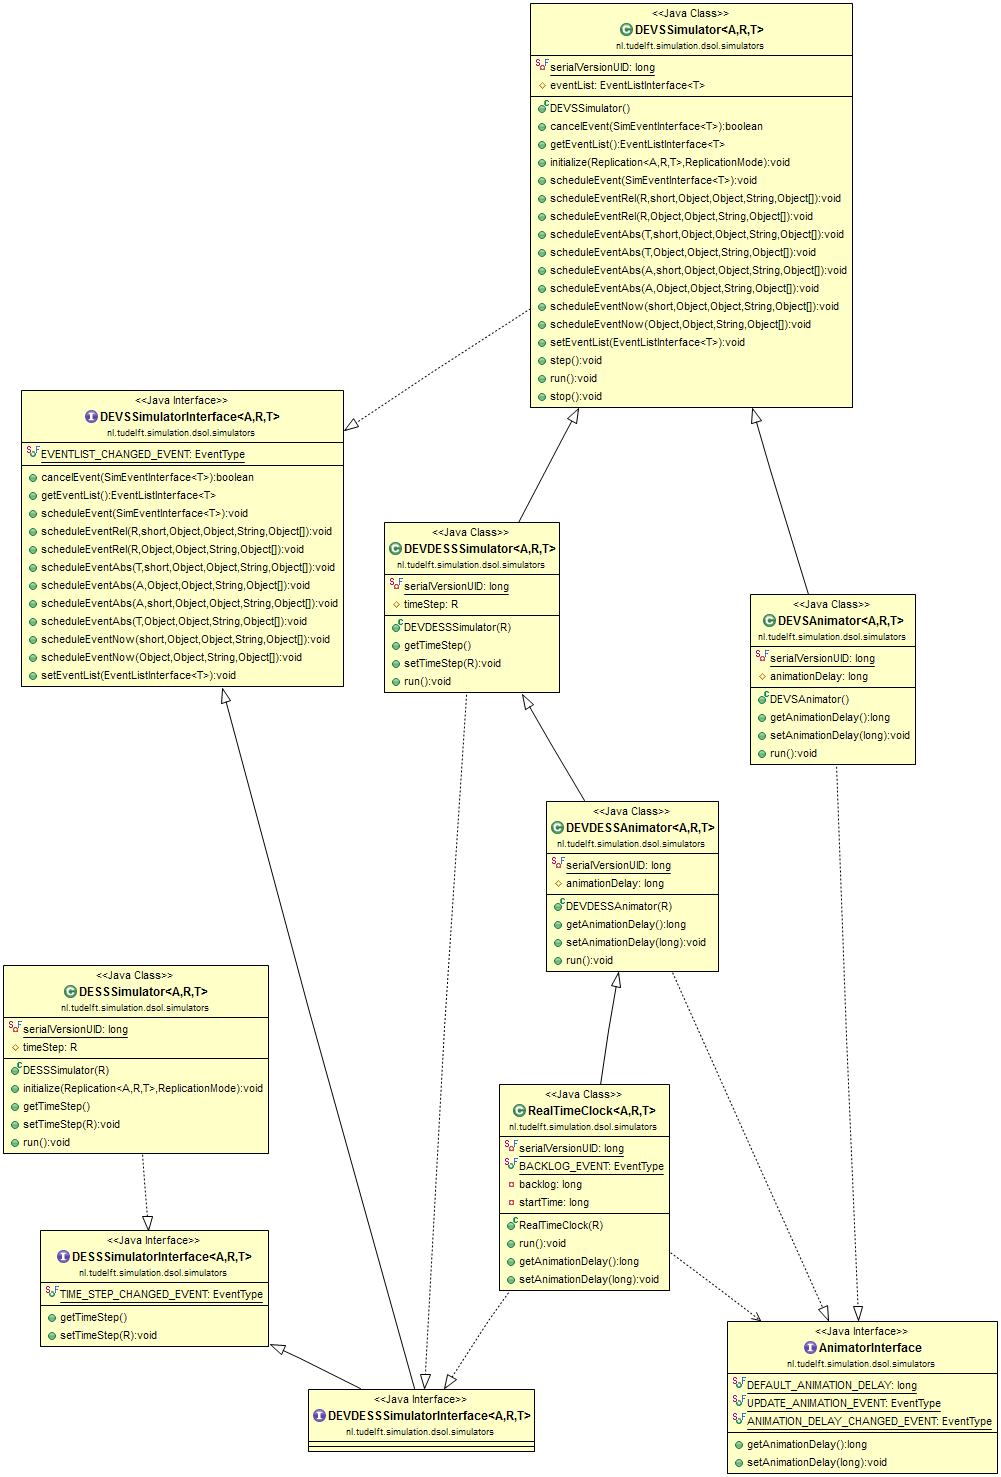 <<Java Class>>
DEVSSimulator<A,R,T>
nl.tudelft.simulation.dsol.simulators
serialVersionUID: long
eventList: EventListInterface<T>
DEVSSimulator()
cancelEvent(SimEventInterface<T>):boolean
getEventList():EventListInterface<T>
initialize(Replication<A,R,T>,ReplicationMode):void
scheduleEvent(SimEventInterface<T>):void
scheduleEventRel(R,short,Object,Object,String,Object[]):void
scheduleEventRel(R,Object,Object,String,Object[]):void
scheduleEventAbs(T,short,Object,Object,String,Object[]):void
scheduleEventAbs(T,Object,Object,String,Object[]):void
scheduleEventAbs(A,short,Object,Object,String,Object[]):void
scheduleEventAbs(A,Object,Object,String,Object[]):void
scheduleEventNow(short,Object,Object,String,Object[]):void
scheduleEventNow(Object,Object,String,Object[]):void
setEventList(EventListInterface<T>):void
step():void
run():void
stop():void
<<Java Interface>>
DEVSSimulatorInterface<A,R,T>
nl.tudelft.simulation.dsol.simulators
EVENTLIST_CHANGED_EVENT: EventType
cancelEvent(SimEventInterface<T>):boolean
getEventList():EventListInterface<T>
scheduleEvent(SimEventInterface<T>):void
scheduleEventRel(R,short,Object,Object,String,Object[]):void
scheduleEventRel(R,Object,Object,String,Object[]):void
scheduleEventAbs(T,short,Object,Object,String,Object[]):void
scheduleEventAbs(A,Object,Object,String,Object[]):void
scheduleEventAbs(A,short,Object,Object,String,Object[]):void
scheduleEventAbs(T,Object,Object,String,Object[]):void
scheduleEventNow(short,Object,Object,String,Object[]):void
scheduleEventNow(Object,Object,String,Object[]):void
setEventList(EventListInterface<T>):void
<<Java Class>>
DEVDESSSimulator<A,R,T>
nl.tudelft.simulation.dsol.simulators
serialVersionUID: long
timeStep: R
DEVDESSSimulator(R)
getTimeStep()
setTimeStep(R):void
run():void
<<Java Class>>
DEVSAnimator<A,R,T>
nl.tudelft.simulation.dsol.simulators
serialVersionUID: long
animationDelay: long
DEVSAnimator()
getAnimationDelay():long
setAnimationDelay(long):void
run():void
<<Java Class>>
DEVDESSAnimator<A,R,T>
nl.tudelft.simulation.dsol.simulators
serialVersionUID: long
animationDelay: long
DEVDESSAnimator(R)
getAnimationDelay():long
setAnimationDelay(long):void
run():void
<<Java Class>>
DESSSimulator<A,R,T>
nl.tudelft.simulation.dsol.simulators
serialVersionUID: long
timeStep: R
DESSSimulator(R)
initialize(Replication<A,R,T>,ReplicationMode):void
getTimeStep()
setTimeStep(R):void
run():void
<<Java Class>>
RealTimeClock<A,R,T>
nl.tudelft.simulation.dsol.simulators
serialVersionUID: long
BACKLOG_EVENT: EventType
backlog: long
startTime: long
RealTimeClock(R)
run():void
getAnimationDelay():long
setAnimationDelay(long):void
<<Java Interface>>
DESSSimulatorInterface<A,R,T>
nl.tudelft.simulation.dsol.simulators
TIME_STEP_CHANGED_EVENT: EventType
getTimeStep()
setTimeStep(R):void
<<Java Interface>>
AnimatorInterface
nl.tudelft.simulation.dsol.simulators
DEFAULT_ANIMATION_DELAY: long
UPDATE_ANIMATION_EVENT: EventType
ANIMATION_DELAY_CHANGED_EVENT: EventType
getAnimationDelay():long
setAnimationDelay(long):void
<<Java Interface>>
DEVDESSSimulatorInterface<A,R,T>
nl.tudelft.simulation.dsol.simulators